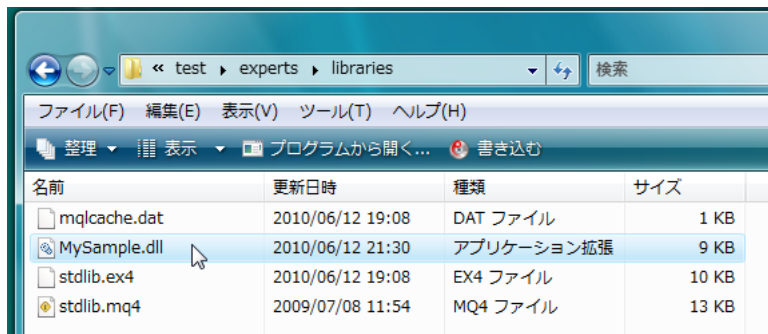 « test ▸ experts ▸ libraries 検索
ファイル(F) 編集(E) 表示(V) ツール(T) ヘルプ(H)
整理 表示 プログラムから開く... 書き込む
名前 更新日時 種類 サイズ
mqlcache.dat 2010/06/12 19:08 DAT ファイル 1 KB
MySample.dll 2010/06/12 21:30 アプリケーション拡張 9 KB
stdlib.ex4 2010/06/12 19:08 EX4 ファイル 10 KB
stdlib.mq4 2009/07/08 11:54 MQ4 ファイル 13 KB